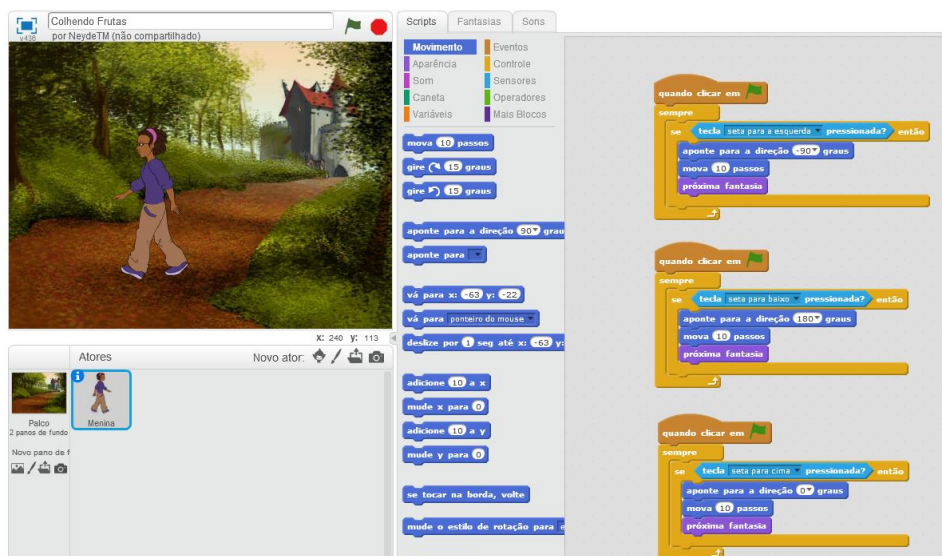 Colhendo Frutas
por NeydeTM (não compartilhado)
v436
X: 240 Y: 113
Atores
Novo ator:
Palco
2 panos de fundo
Novo pano de f
Menina
Scripts
Fantasias
Sons
Movimento
Eventos
Aparência
Controle
Som
Sensores
Caneta
Operadores
Variáveis
Mais Blocos
mova 10 passos
gire 15 graus
gire 15 graus
aponte para a direção 90 grau
aponte para
vá para x: -63 y: -22
vá para ponteiro do mouse
deslize por 1 seg até x: -63 y:
adicione 10 a x
mude x para 0
adicione 10 a y
mude y para 0
se tocar na borda, volte
mude o estilo de rotação para e
quando clicar em
sempre
se tecla seta para a esquerda pressionada? então
aponte para a direção -90 graus
mova 10 passos
próxima fantasia
quando clicar em
sempre
se tecla seta para baixo pressionada? então
aponte para a direção 180 graus
mova 10 passos
próxima fantasia
quando clicar em
sempre
se tecla seta para cima pressionada? então
aponte para a direção 0 graus
mova 10 passos
próxima fantasia